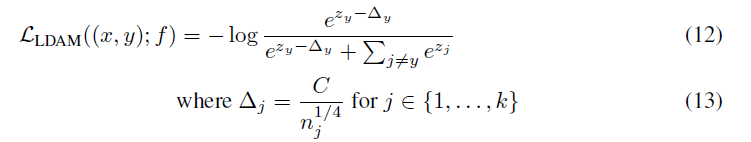 $\mathcal{L}_{\mathrm{LDAM}}((x, y); f) = -\log \frac{e^{z_y - \Delta_y}}{e^{z_y - \Delta_y} + \sum_{j \neq y} e^{z_j}}$ (12)
where $\Delta_j = \frac{C}{n_j^{1/4}}$ for $j \in \{1, \ldots, k\}$ (13)